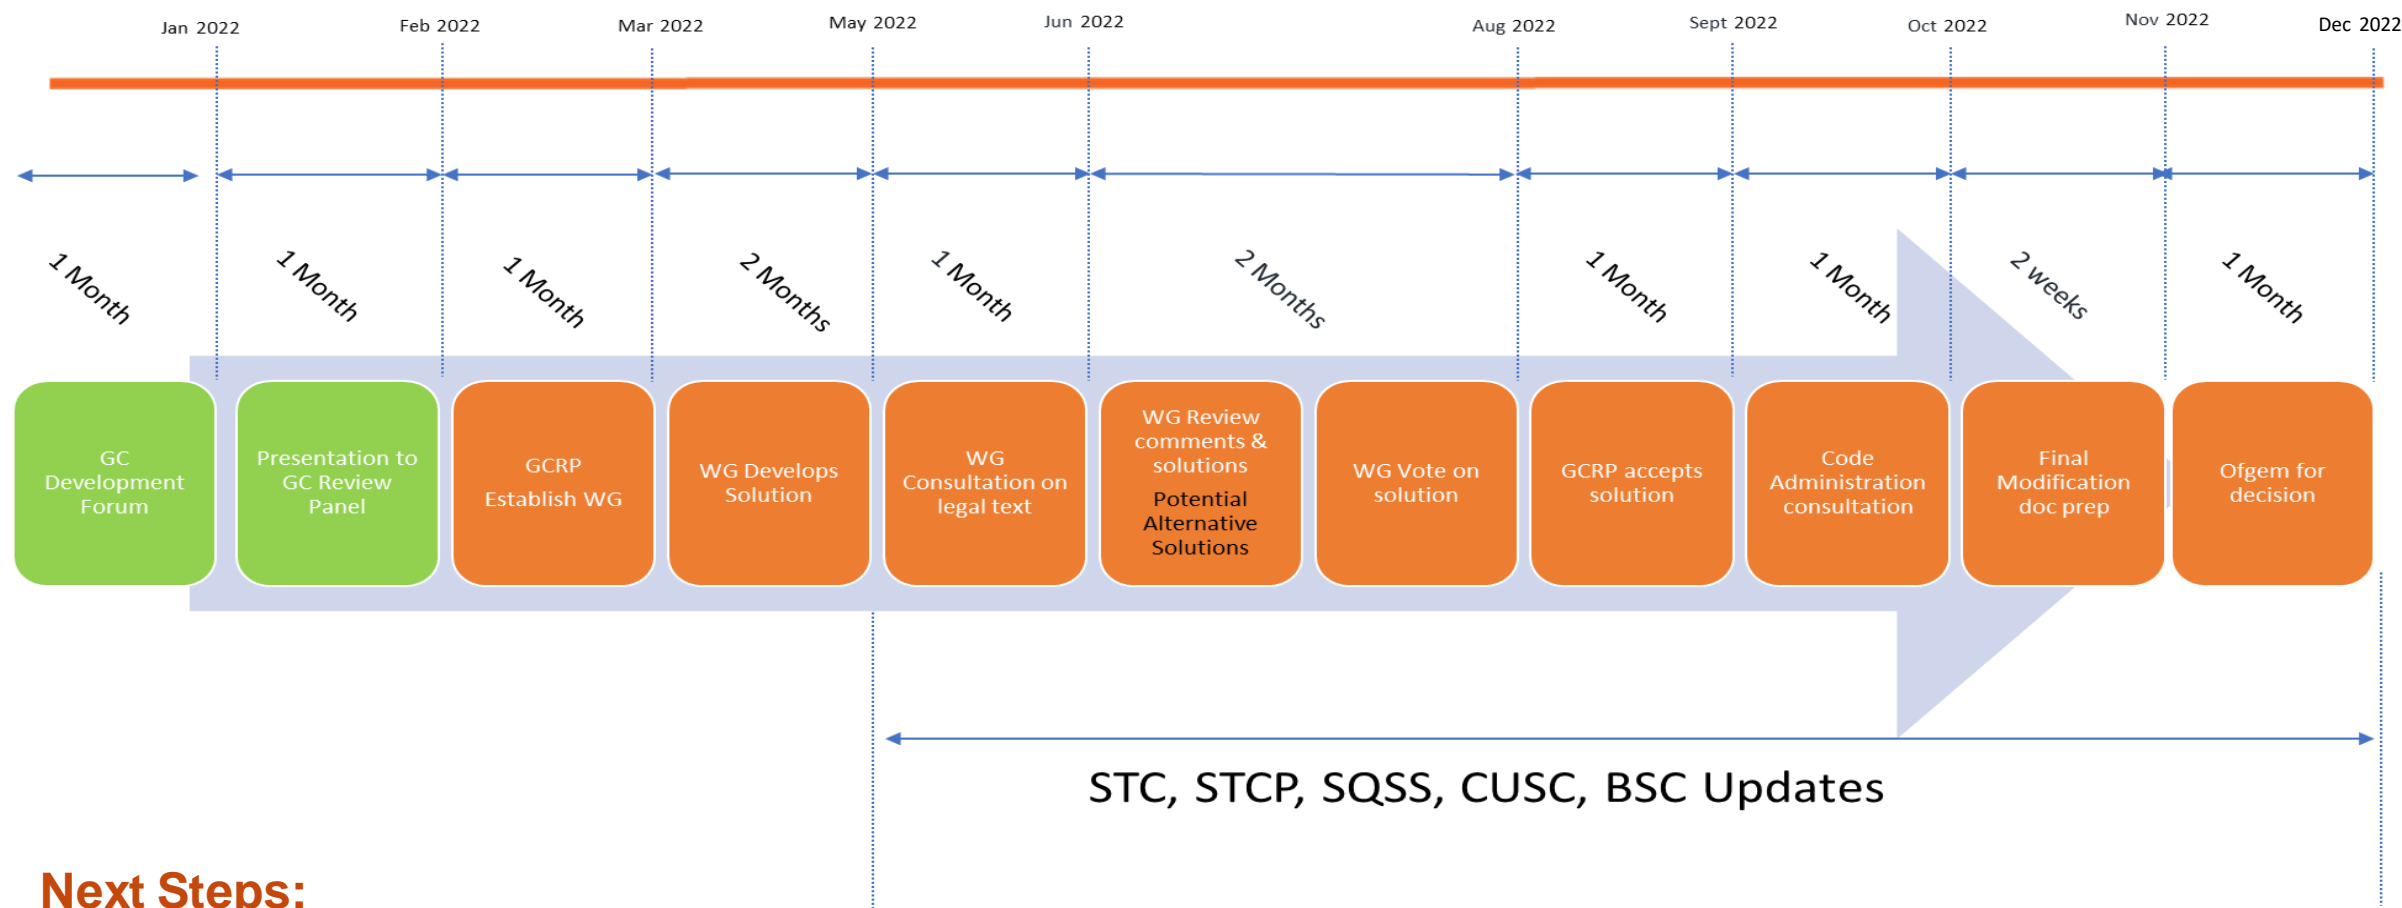 Jan 2022
Feb 2022
Mar 2022
May 2022
Jun 2022
Aug 2022
Sept 2022
Oct 2022
Nov 2022
Dec 2022
1 Month
1 Month
1 Month
2 Months
1 Month
2 Months
1 Month
1 Month
2 weeks
1 Month
GC
Development
Forum
Presentation to
GC Review
Panel
GCRP
Establish WG
WG Develops
Solution
WG
Consultation on
legal text
WG Review
comments &
solutions
Potential
Alternative
Solutions
WG Vote on
solution
GCRP accepts
solution
Code
Administration
consultation
Final
Modification
doc prep
Ofgem for
decision
STC, STCP, SQSS, CUSC, BSC Updates
Next Steps: